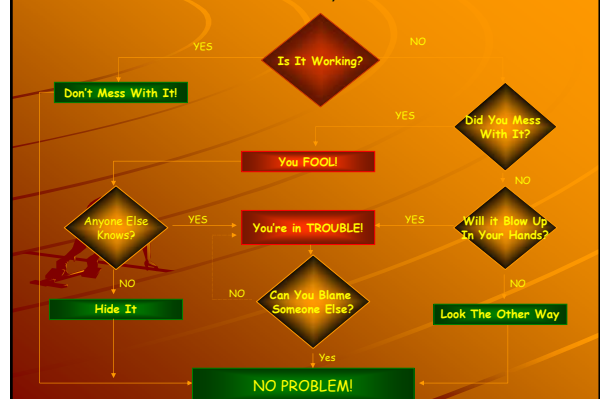 Is It Working?
YES
NO
Don't Mess With It!
Did You Mess
With It?
YES
You FOOL!
NO
Anyone Else
Knows?
YES
You're in TROUBLE!
YES
Will it Blow Up
In Your Hands?
NO
Hide It
NO
Can You Blame
Someone Else?
NO
Look The Other Way
Yes
NO PROBLEM!